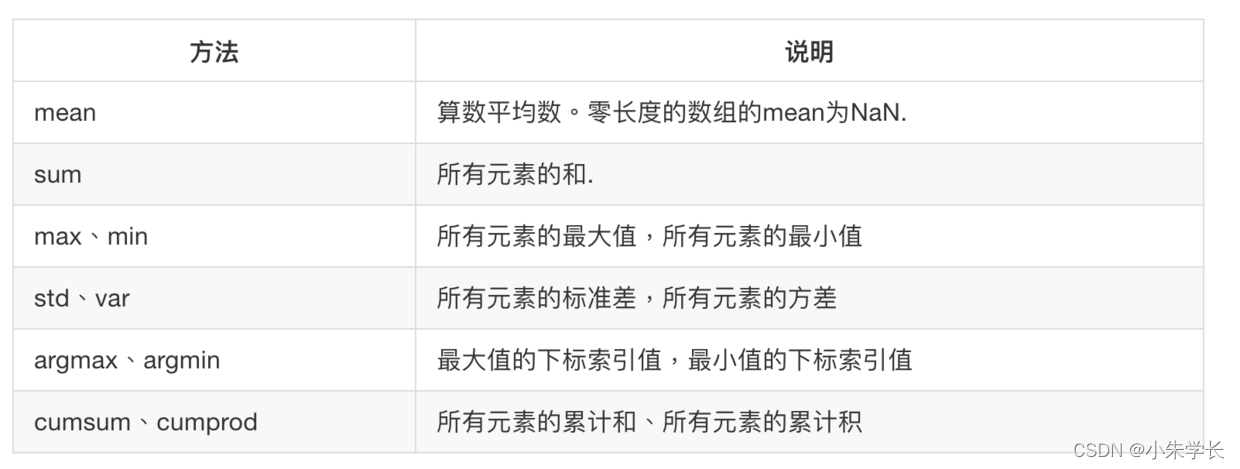 方法 说明
mean 算数平均数。零长度的数组的mean为NaN.
sum 所有元素的和.
max、min 所有元素的最大值，所有元素的最小值
std、var 所有元素的标准差，所有元素的方差
argmax、argmin 最大值的下标索引值，最小值的下标索引值
cumsum、cumprod 所有元素的累计和、所有元素的累计积
CSDN @小朱学长